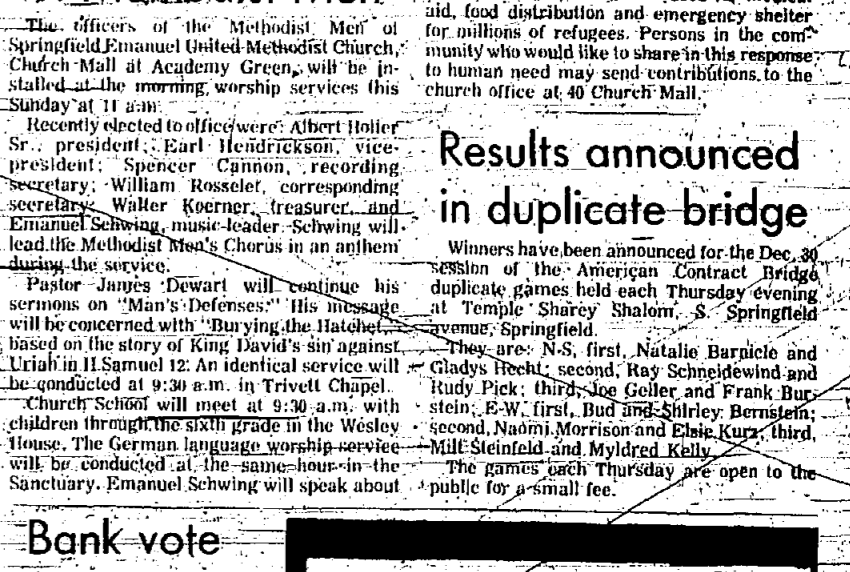 The officers of the Methodist Men of
Springfield Emanuel United Methodist Church,
Church Mall at Academy Green, will be in-
stalled at the morning worship services this
Sunday at 11 a.m.
Recently elected to office were: Albert Holler
Sr., president; Earl Hendrickson, vice-
president; Spencer Cannon, recording
secretary; William Rosselet, corresponding
secretary; Walter Koerner, treasurer, and
Emanuel Schwing, music leader. Schwing will
lead the Methodist Men's Chorus in an anthem
during the service.
Pastor James Dewart will continue his
sermons on "Man's Defenses." His message
will be concerned with "Burying the Hatchet,"
based on the story of King David's sin against
Uriah in II Samuel 12. An identical service will
be conducted at 9:30 a.m. in Trivett Chapel.
Church School will meet at 9:30 a.m. with
children through the sixth grade in the Wesley
House. The German language worship service
will be conducted at the same hour in the
Sanctuary. Emanuel Schwing will speak about
Bank vote
aid, food distribution and emergency shelter
for millions of refugees. Persons in the com-
munity who would like to share in this response
to human need may send contributions to the
church office at 40 Church Mall.
Results announced
in duplicate bridge
Winners have been announced for the Dec. 30
session of the American Contract Bridge
duplicate games held each Thursday evening
at Temple Sharey Shalom, S. Springfield
avenue, Springfield.
They are: N-S, first, Natalie Barnicle and
Gladys Hecht; second, Ray Schneidewind and
Rudy Pick; third, Joe Geller and Frank Bur-
stein; E-W, first, Bud and Shirley Bernstein;
second, Naomi Morrison and Elsie Kurz; third,
Milt Steinfeld and Myldred Kelly.
The games each Thursday are open to the
public for a small fee.